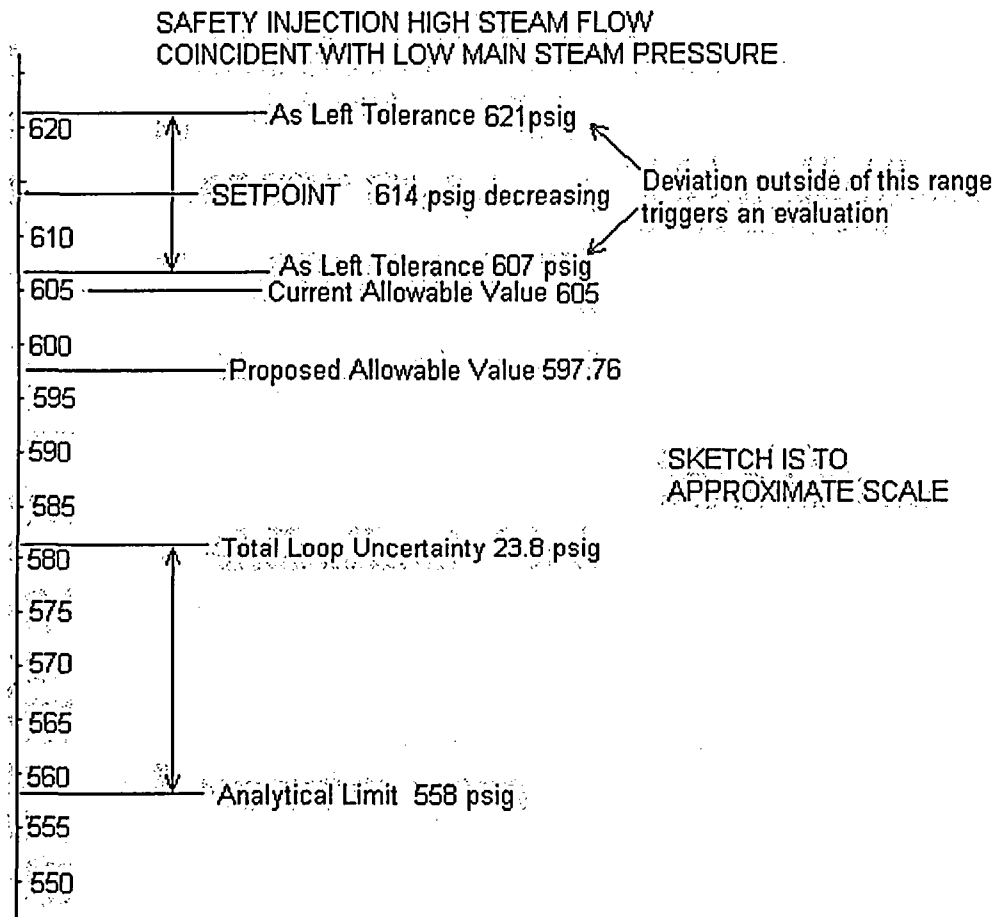 SAFETY INJECTION HIGH STEAM FLOW
COINCIDENT WITH LOW MAIN STEAM PRESSURE
As Left Tolerance 621psig
620
Deviation outside of this range
triggers an evaluation
SETPOINT 614 psig decreasing
610
As Left Tolerance 607 psig
605
Current Allowable Value 605
600
Proposed Allowable Value 597.76
595
590
SKETCH IS TO
APPROXIMATE SCALE
585
Total Loop Uncertainty 23.8 psig
580
575
570
565
560
Analytical Limit 558 psig
555
550